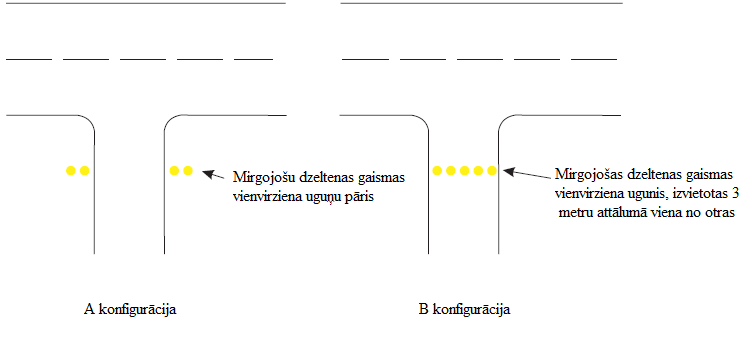 Mirgojošu dzeltenas gaismas
vienvirziena uguņu pāris
Mirgojošas dzeltenas gaismas
vienvirziena ugunis, izvietotas 3
metru attālumā viena no otras
A konfigurācija
B konfigurācija